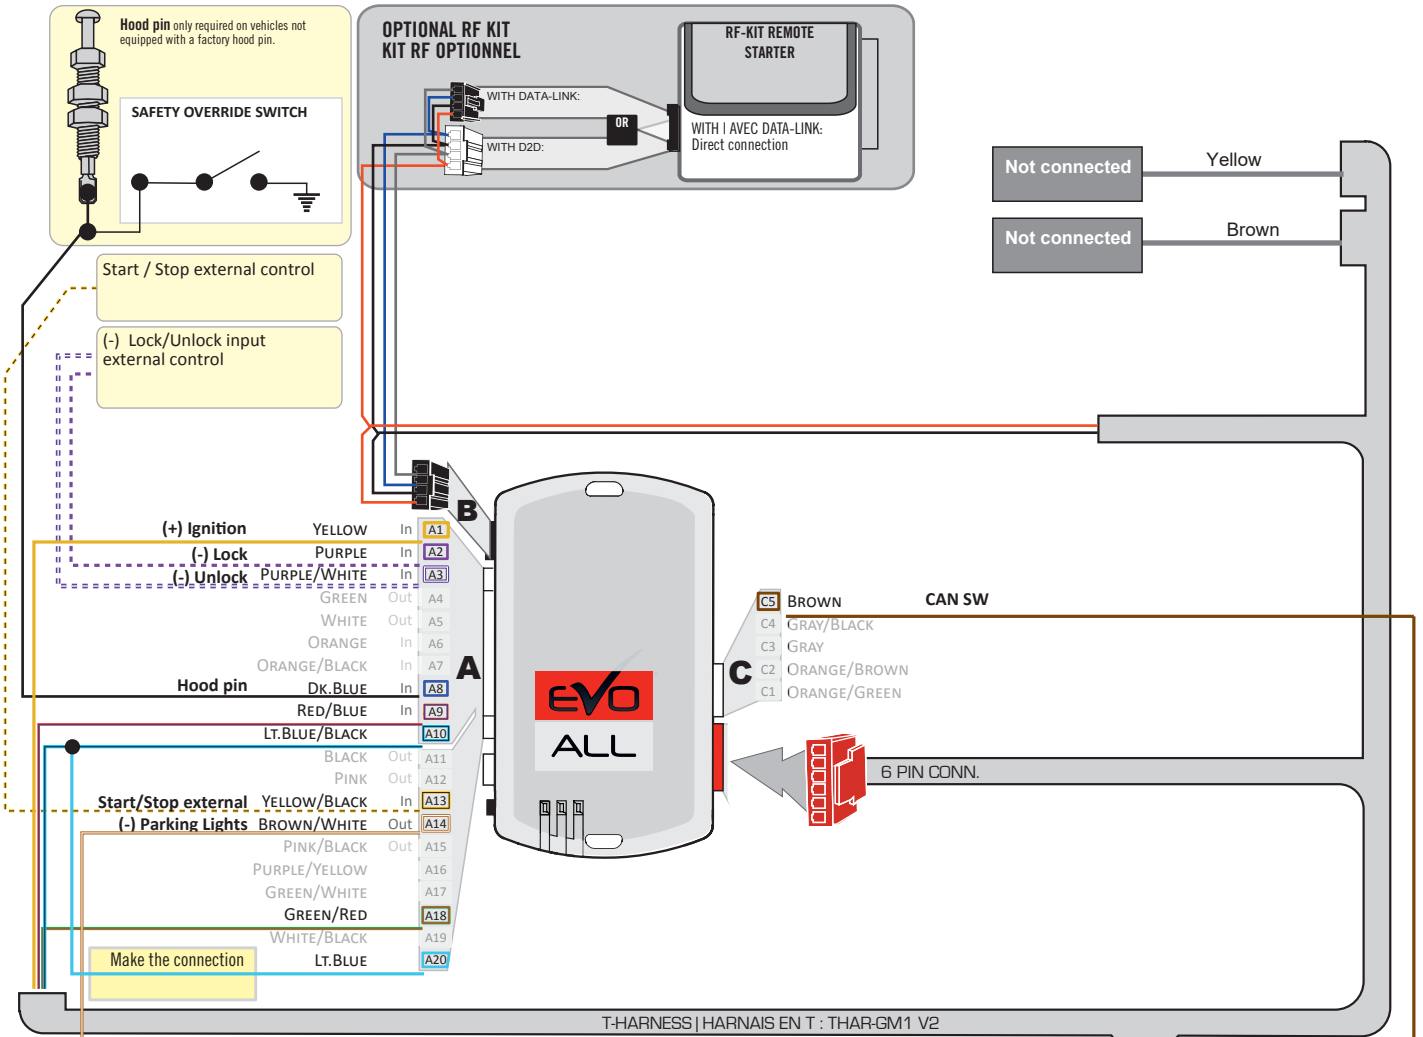 Hood pin only required on vehicles not
equipped with a factory hood pin.
SAFETY OVERRIDE SWITCH
OPTIONAL RF KIT
KIT RF OPTIONNEL
WITH DATA-LINK:
OR
WITH D2D:
RF-KIT REMOTE
STARTER
WITH | AVEC DATA-LINK:
Direct connection
Not connected
Yellow
Not connected
Brown
Start / Stop external control
(-) Lock/Unlock input
external control
B
(+) Ignition YELLOW In A1
(-) Lock PURPLE In A2
(-) Unlock PURPLE/WHITE In A3
GREEN Out A4
WHITE Out A5
ORANGE In A6
ORANGE/BLACK In A7
Hood pin DK.BLUE In A8
RED/BLUE In A9
LT.BLUE/BLACK A10
BLACK Out A11
PINK Out A12
Start/Stop external YELLOW/BLACK In A13
(-) Parking Lights BROWN/WHITE Out A14
PINK/BLACK Out A15
PURPLE/YELLOW A16
GREEN/WHITE A17
GREEN/RED A18
WHITE/BLACK A19
Make the connection LT.BLUE A20
A
EVO
ALL
C
C5 BROWN CAN SW
C4 GRAY/BLACK
C3 GRAY
C2 ORANGE/BROWN
C1 ORANGE/GREEN
6 PIN CONN.
T-HARNESS | HARNAIS EN T : THAR-GM1 V2